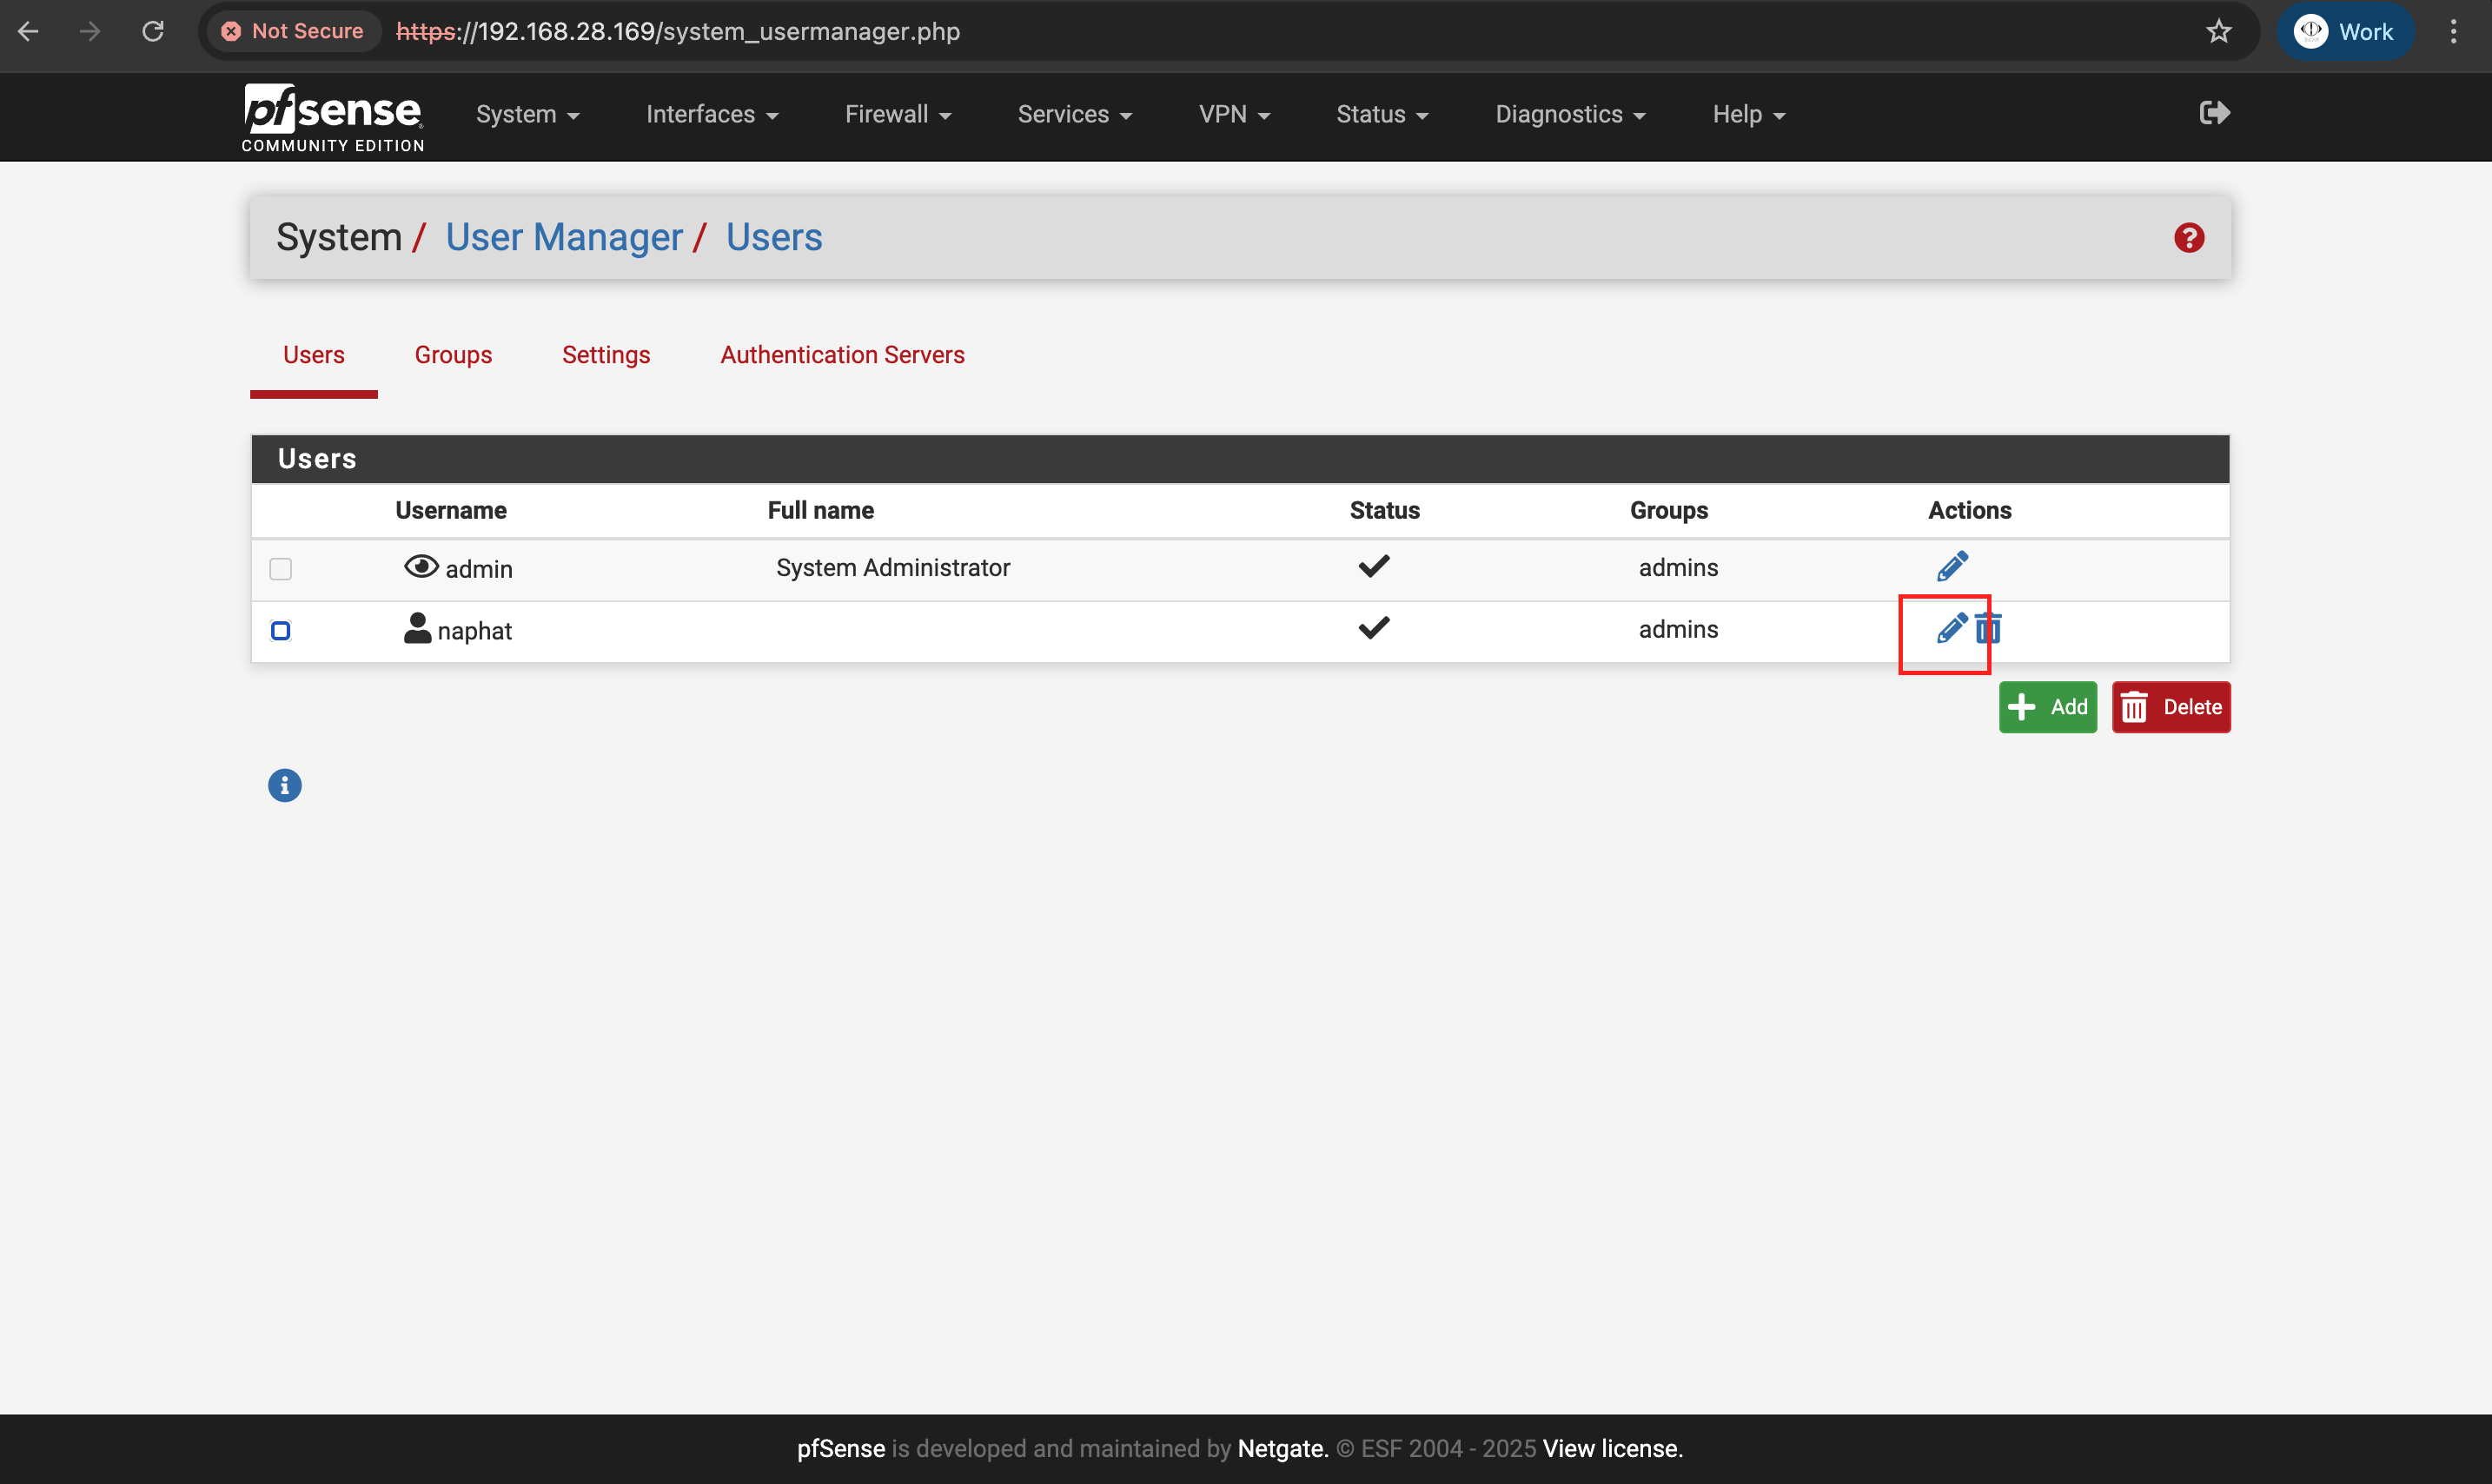 Not Secure https://192.168.28.169/system_usermanager.php Work
pfsense COMMUNITY EDITION
System Interfaces Firewall Services VPN Status Diagnostics Help
System / User Manager / Users
Users Groups Settings Authentication Servers
Users
Username Full name Status Groups Actions
admin System Administrator admins
naphat admins
Add Delete
pfSense is developed and maintained by Netgate. © ESF 2004 - 2025 View license.